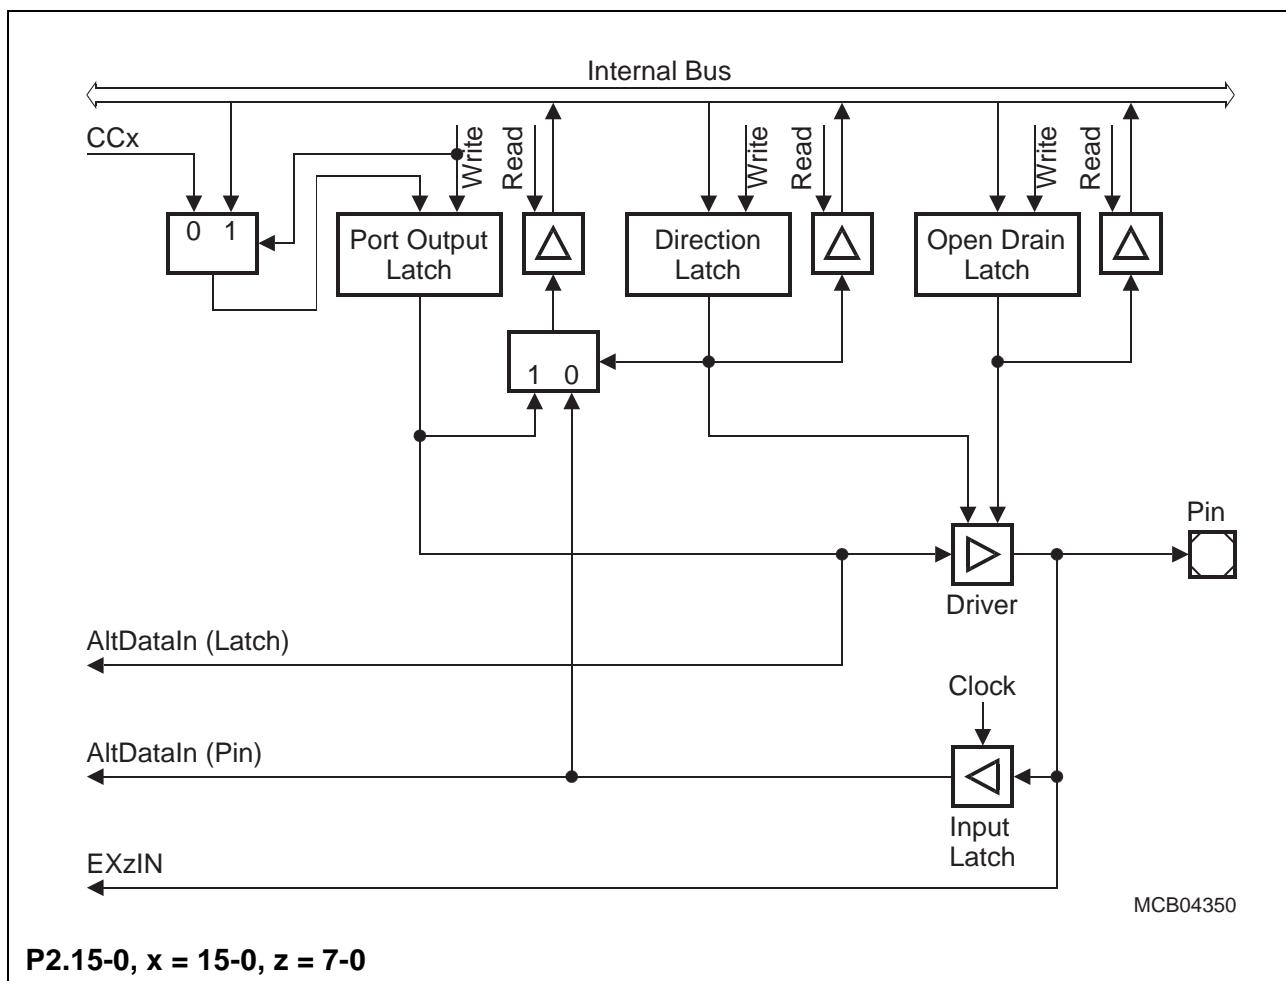 Internal Bus
CCx
Write
Read
Write
Read
Write
Read
0 1
Port Output
Latch
Direction
Latch
Open Drain
Latch
1 0
Pin
Driver
AltDataIn (Latch)
Clock
AltDataIn (Pin)
Input
Latch
EXzIN
MCB04350
P2.15-0, x = 15-0, z = 7-0